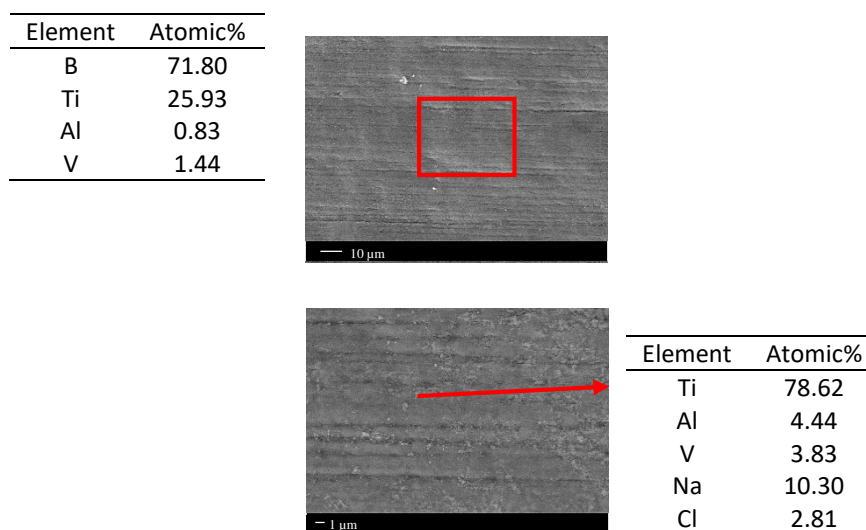 Element Atomic%
B 71.80
Ti 25.93
Al 0.83
V 1.44
10 µm
Element Atomic%
Ti 78.62
Al 4.44
V 3.83
Na 10.30
Cl 2.81
1 µm